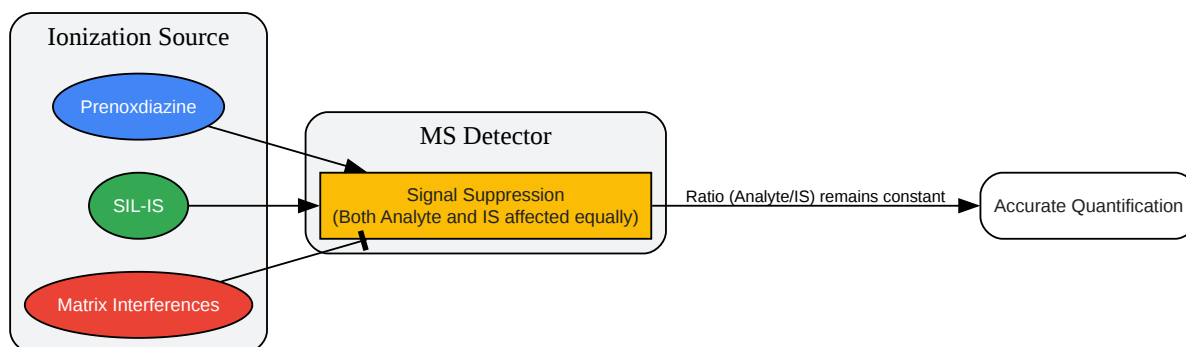 Ionization Source
Prenoxdiazine
SIL-IS
Matrix Interferences
MS Detector
Signal Suppression
(Both Analyte and IS affected equally)
Ratio (Analyte/IS) remains constant
Accurate Quantification